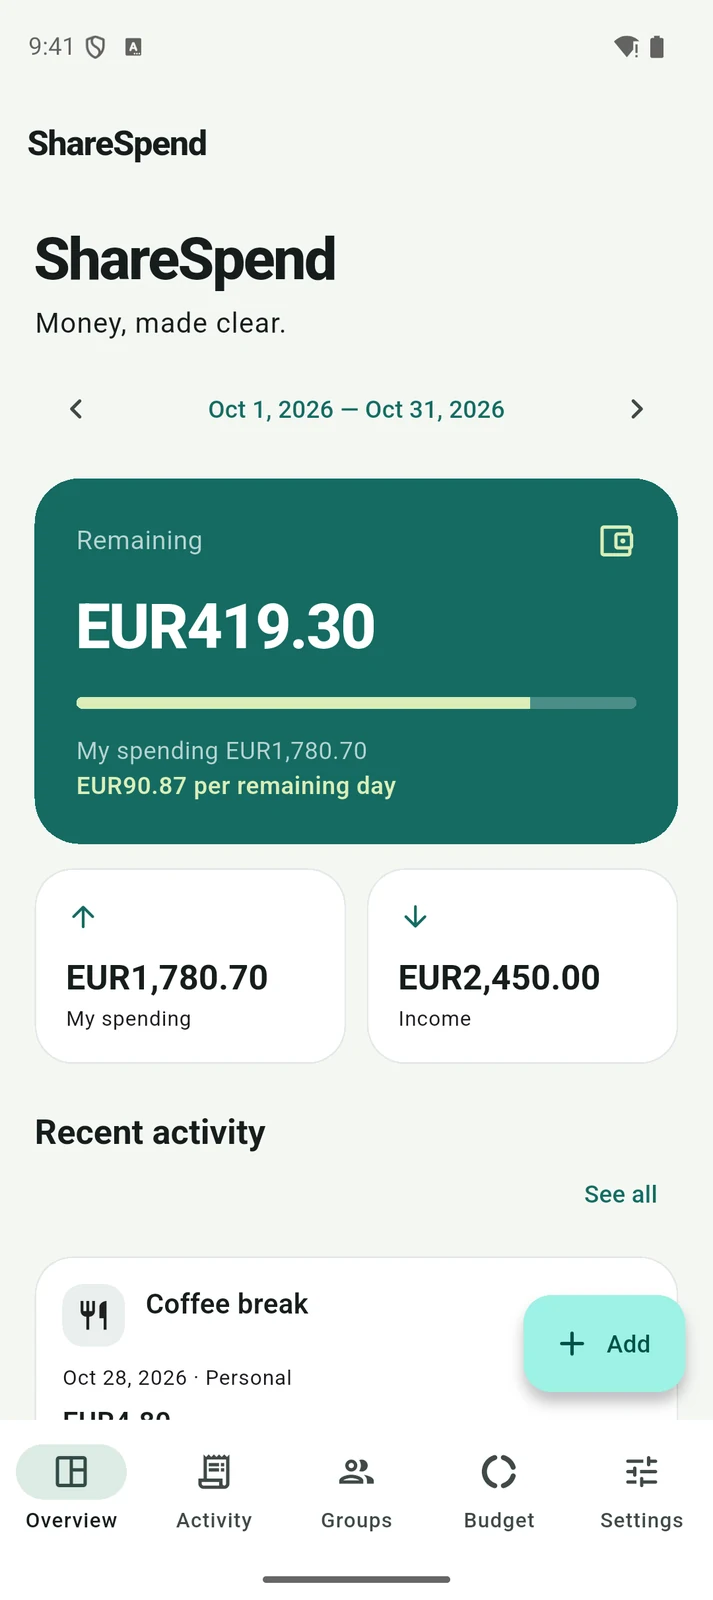 9:41
ShareSpend
ShareSpend
Money, made clear.
Oct 1, 2026 — Oct 31, 2026
Remaining
EUR419.30
My spending EUR1,780.70
EUR90.87 per remaining day
EUR1,780.70
My spending
EUR2,450.00
Income
Recent activity
See all
Coffee break
Oct 28, 2026 · Personal
EUR4.80
Add
Overview
Activity
Groups
Budget
Settings